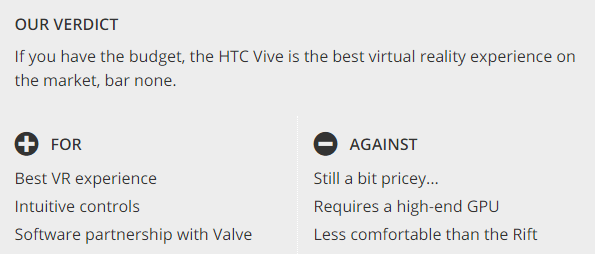 OUR VERDICT
If you have the budget, the HTC Vive is the best virtual reality experience on
the market, bar none.
FOR
Best VR experience
Intuitive controls
Software partnership with Valve
AGAINST
Still a bit pricey...
Requires a high-end GPU
Less comfortable than the Rift